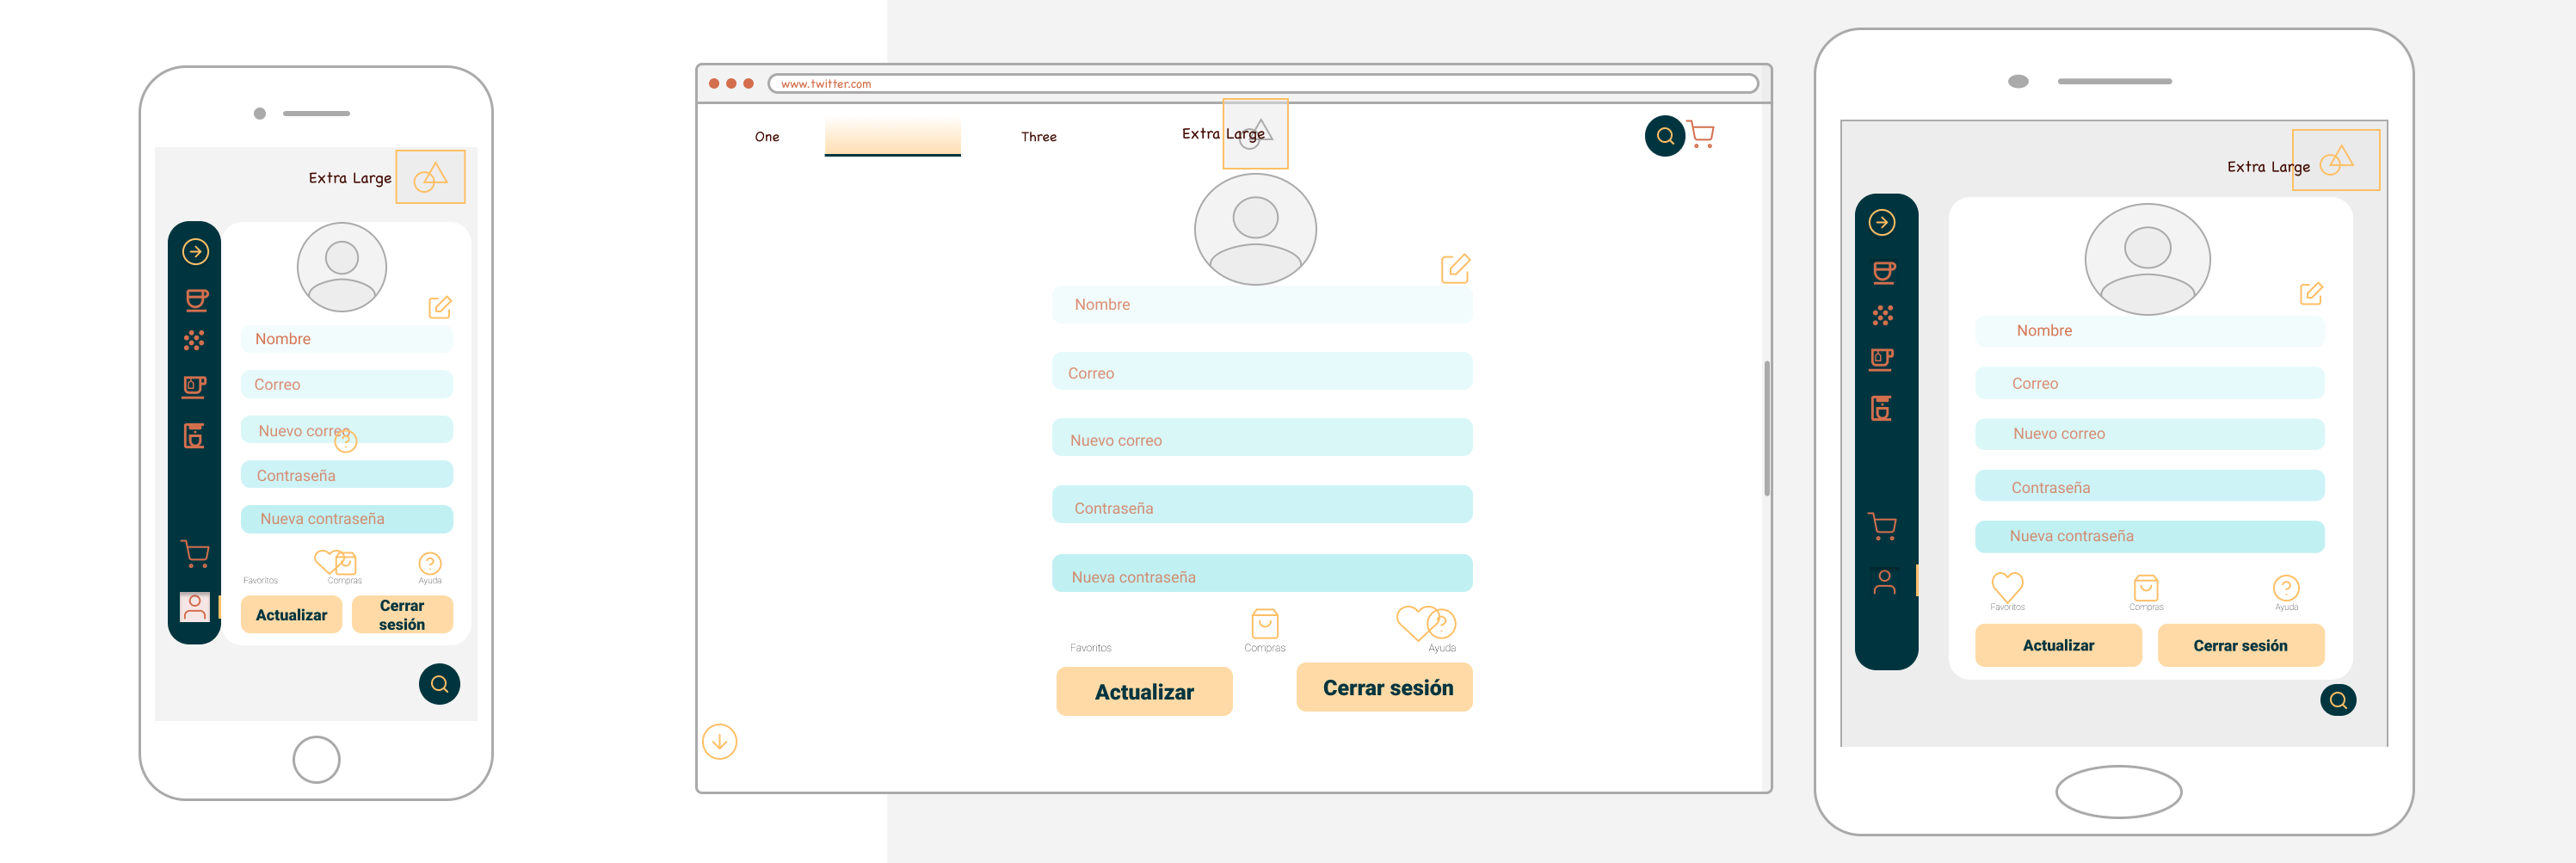 Extra Large
Nombre
Correo
Nuevo correo
Contraseña
Nueva contraseña
Favoritos
Compras
Ayuda
Actualizar
Cerrar
sesión
www.twitter.com
One
Three
Extra Large
Nombre
Correo
Nuevo correo
Contraseña
Nueva contraseña
Favoritos
Compras
Ayuda
Actualizar
Cerrar sesión
Extra Large
Nombre
Correo
Nuevo correo
Contraseña
Nueva contraseña
Favoritos
Compras
Ayuda
Actualizar
Cerrar sesión